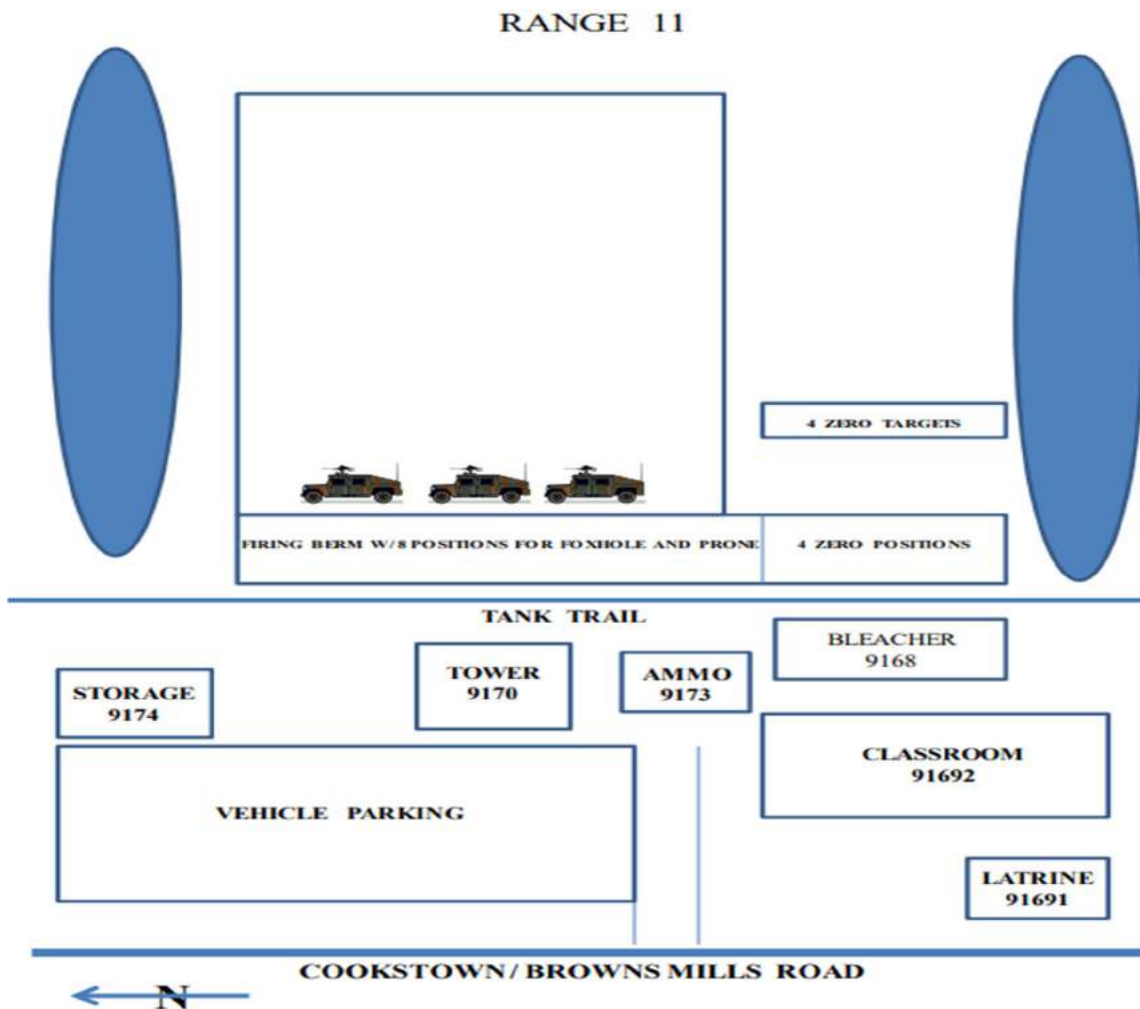 RANGE 11
4 ZERO TARGETS
FIRING BERM W/8 POSITIONS FOR FOXHOLE AND PRONE
4 ZERO POSITIONS
TANK TRAIL
BLEACHER
9168
TOWER
9170
AMMO
9173
STORAGE
9174
CLASSROOM
91692
VEHICLE PARKING
LATRINE
91691
COOKSTOWN / BROWNS MILLS ROAD
N